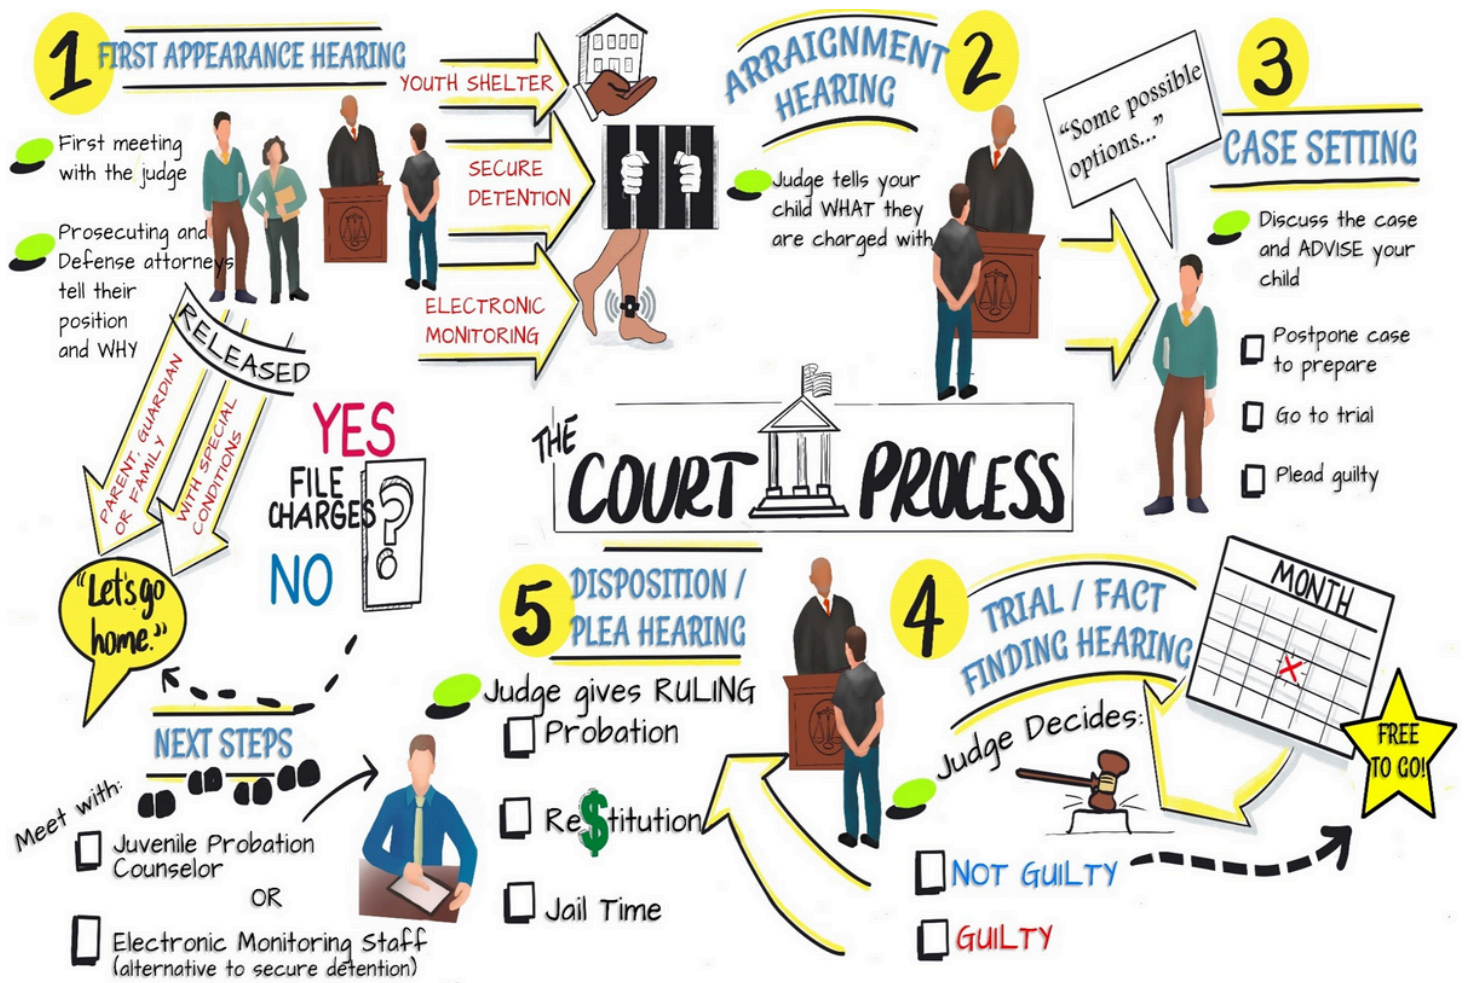 1
FIRST APPEARANCE HEARING
First meeting
with the judge
Prosecuting and
Defense attorneys
tell their
position
and WHY
YOUTH SHELTER
SECURE
DETENTION
ELECTRONIC
MONITORING
RELEASED
PARENT, GUARDIAN
OR FAMILY
WITH SPECIAL
CONDITIONS
"Let's go
home."
YES
FILE
CHARGES
?
NO
NEXT STEPS
Meet with:
Juvenile Probation
Counselor
OR
Electronic Monitoring Staff
(alternative to secure detention)
ARRAIGNMENT
HEARING
2
Judge tells your
child WHAT they
are charged with
"Some possible
options..."
3
CASE SETTING
Discuss the case
and ADVISE your
child
Postpone case
to prepare
Go to trial
Plead guilty
THE
COURT PROCESS
4
TRIAL / FACT
FINDING HEARING
MONTH
X
Judge Decides:
NOT GUILTY
GUILTY
FREE
TO GO!
5
DISPOSITION /
PLEA HEARING
Judge gives RULING
Probation
Re$titution
Jail Time